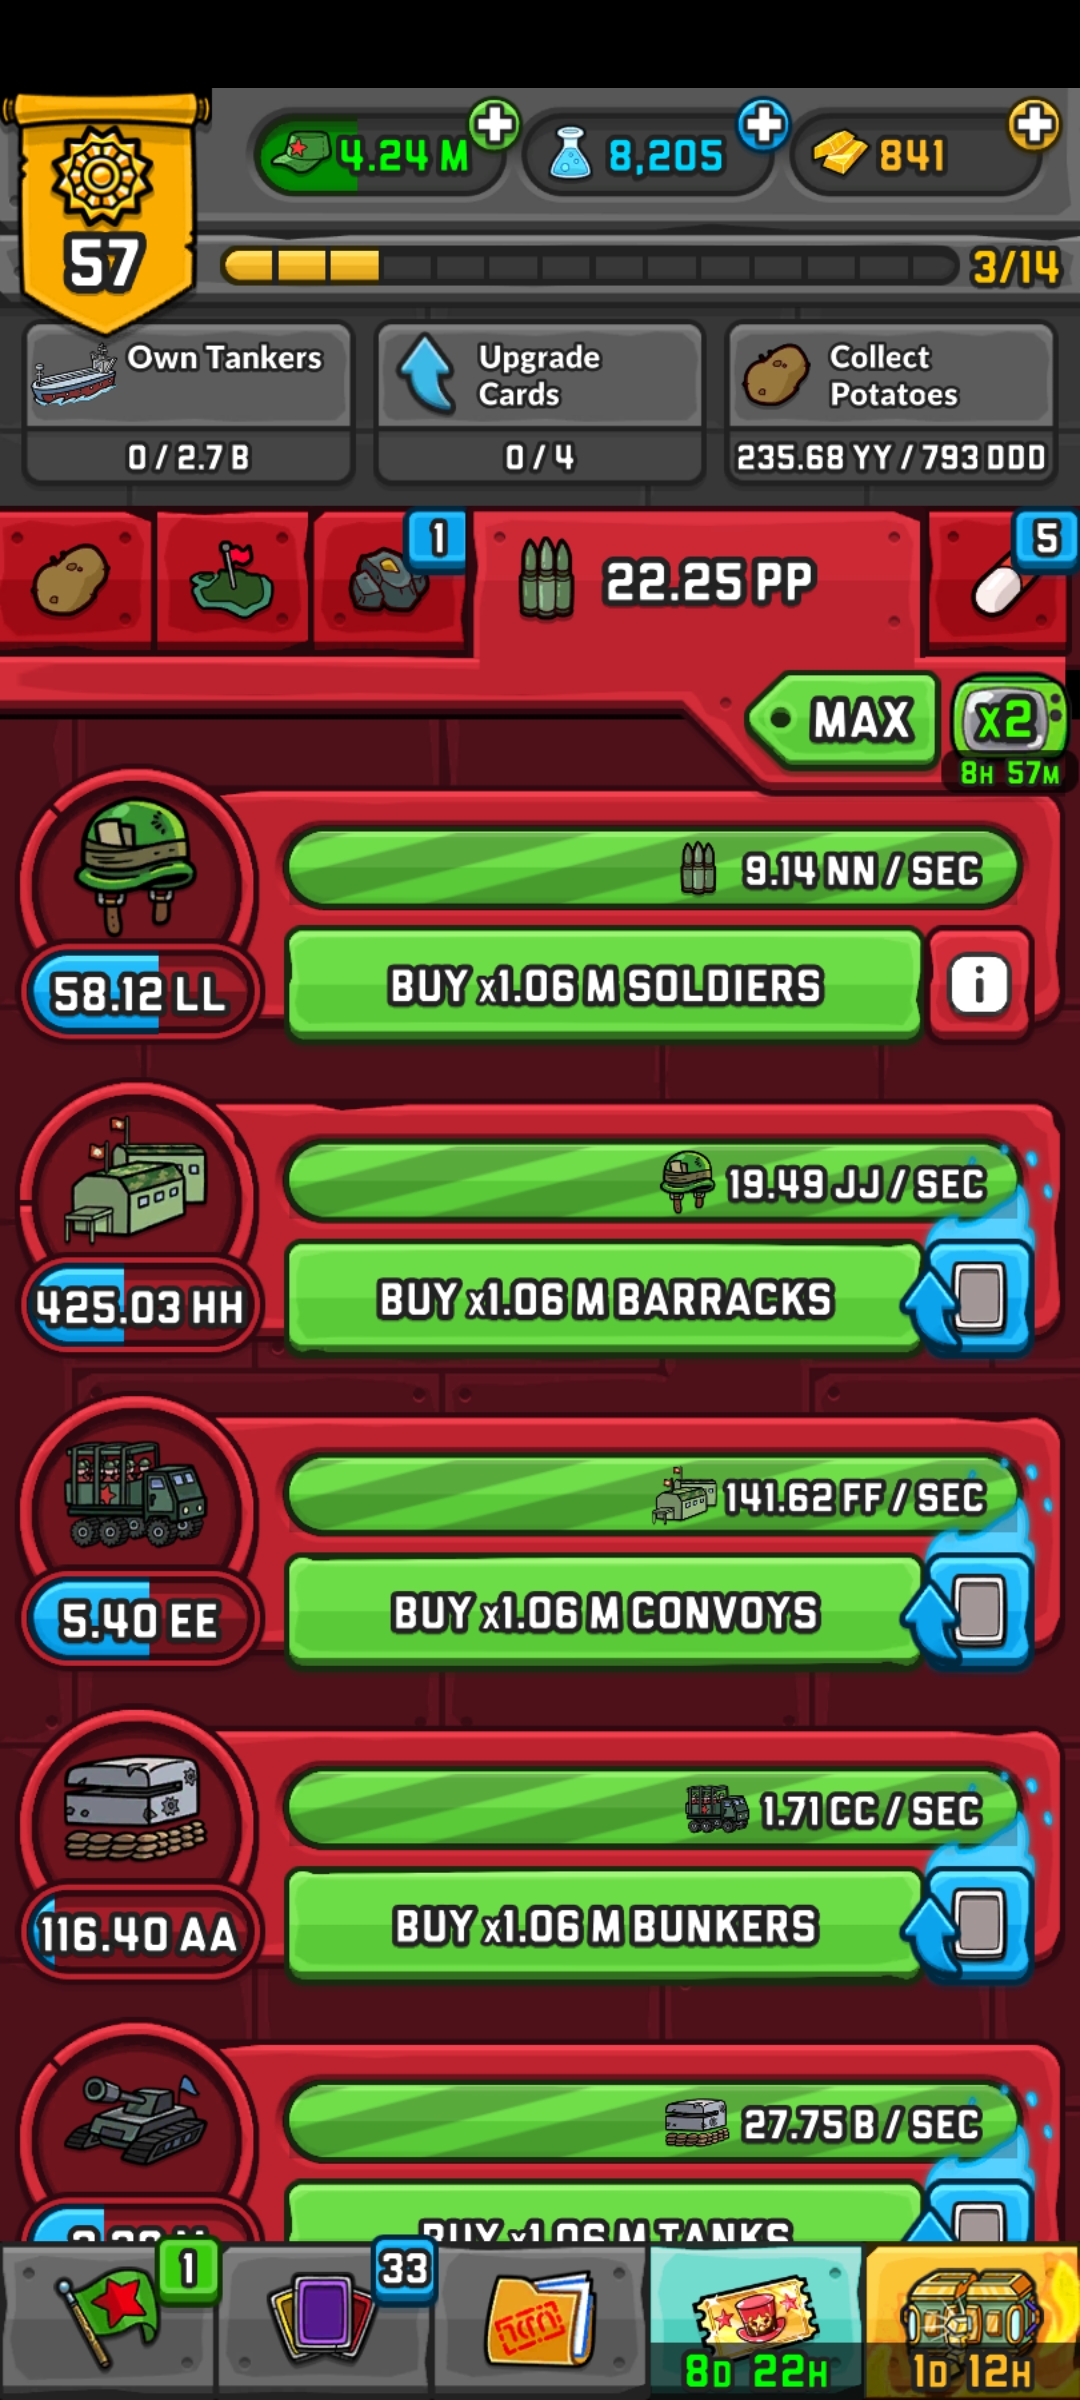 4.24 M
8,205
841
57
3/14
Own Tankers
0 / 2.7 B
Upgrade
Cards
0 / 4
Collect
Potatoes
235.68 YY / 793 DDD
1
22.25 PP
5
MAX
x2
8H 57M
9.14 NN / SEC
58.12 LL
BUY x1.06 M SOLDIERS
i
19.49 JJ / SEC
425.03 HH
BUY x1.06 M BARRACKS
141.62 FF / SEC
5.40 EE
BUY x1.06 M CONVOYS
1.71 CC / SEC
116.40 AA
BUY x1.06 M BUNKERS
27.75 B / SEC
BUY x1.06 M TANKS
1
33
8D 22H
1D 12H